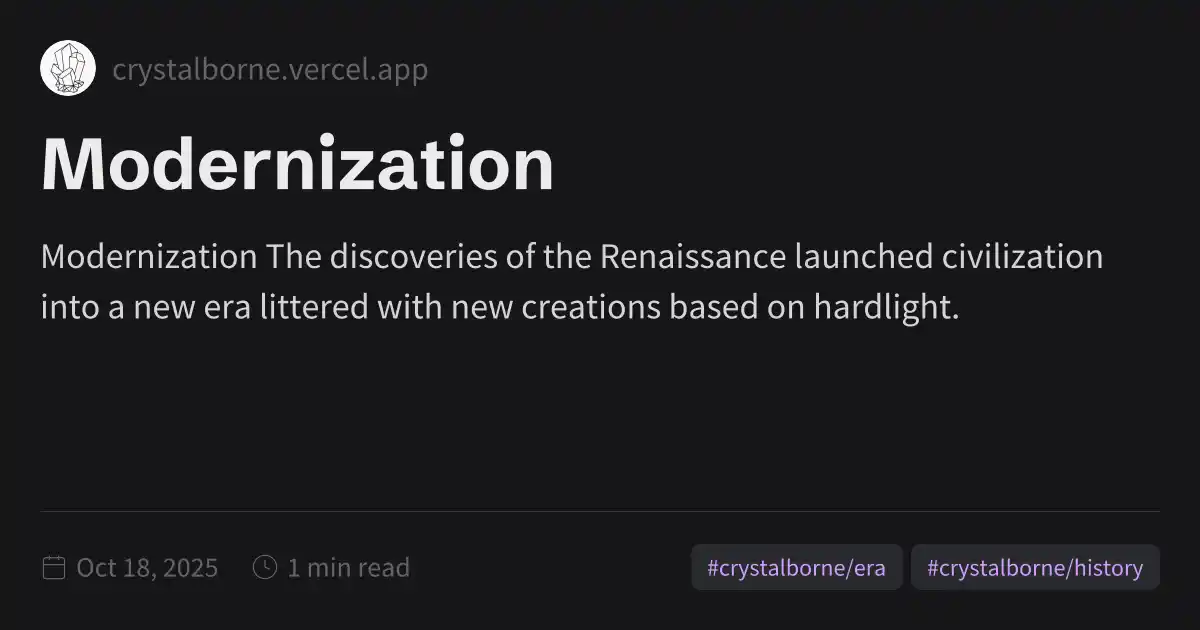 crystalborne.vercel.app
Modernization
Modernization The discoveries of the Renaissance launched civilization
into a new era littered with new creations based on hardlight.
Oct 18, 2025
1 min read
#crystalborne/era
#crystalborne/history